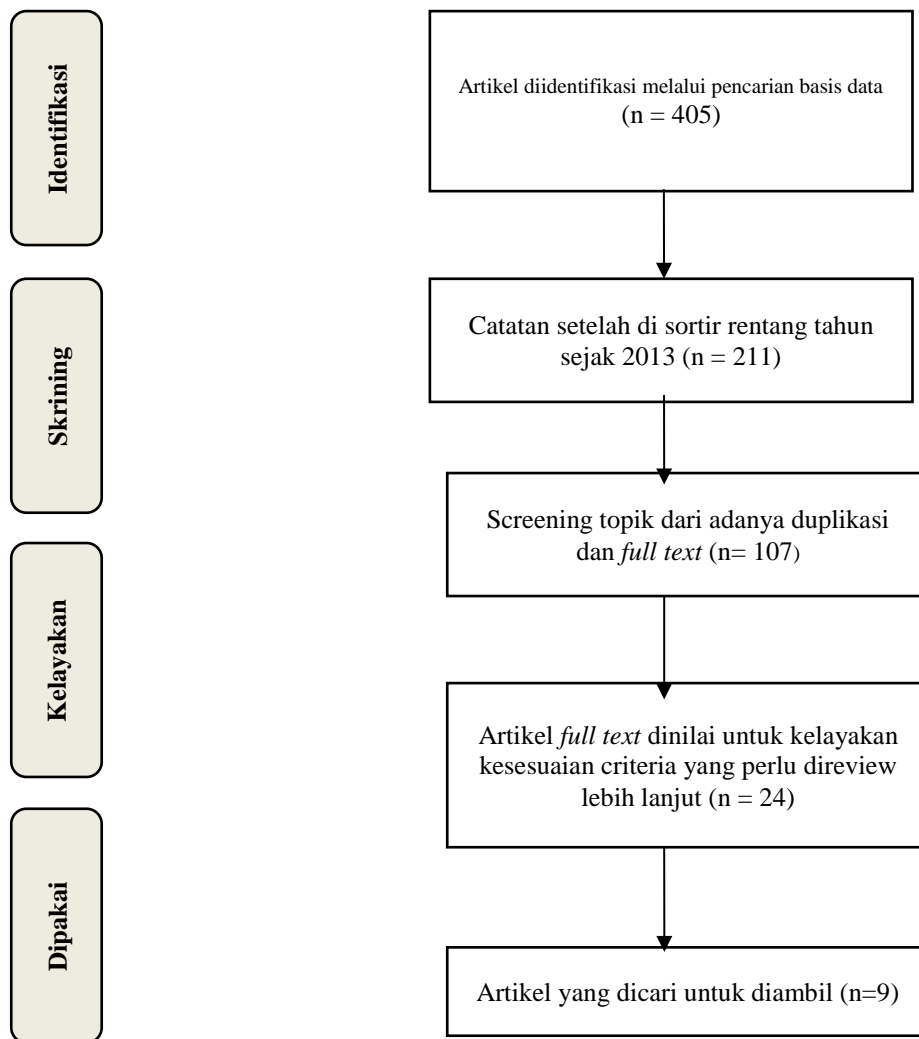 Identifikasi
Artikel diidentifikasi melalui pencarian basis data
(n = 405)
Skrining
Catatan setelah di sortir rentang tahun
sejak 2013 (n = 211)
Screening topik dari adanya duplikasi
dan full text (n= 107)
Kelayakan
Artikel full text dinilai untuk kelayakan
kesesuaian criteria yang perlu direview
lebih lanjut (n = 24)
Dipakai
Artikel yang dicari untuk diambil (n=9)